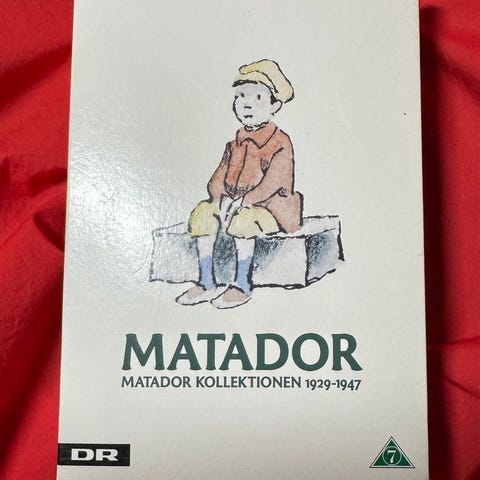 MATADOR
MATADOR KOLLEKTIONEN 1929-1947
DR
7